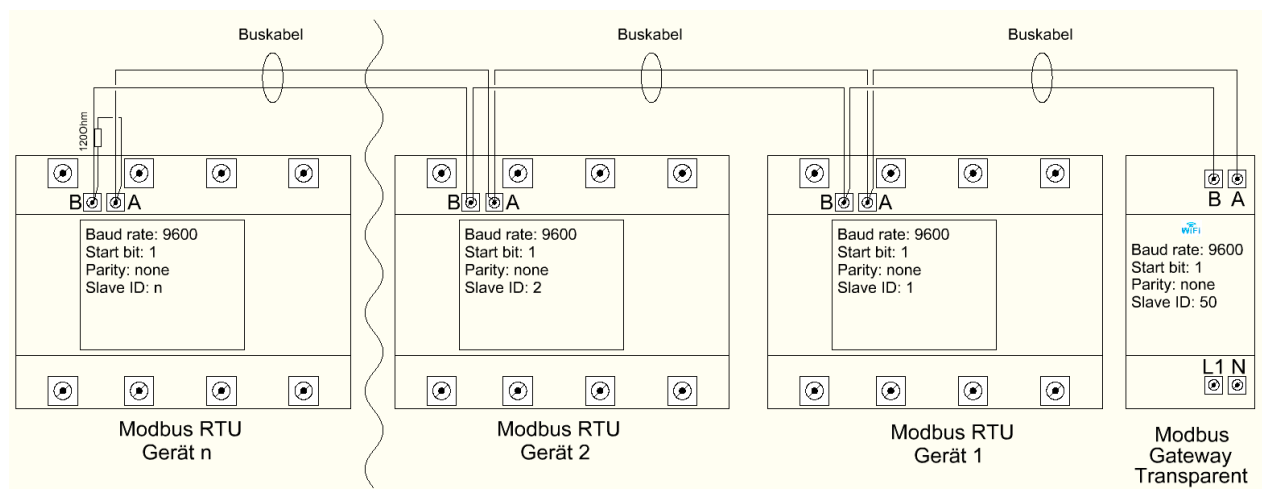 Buskabel
Buskabel
Buskabel
120Ohm
B A
B A
B A
B A
WiFi
Baud rate: 9600
Start bit: 1
Parity: none
Slave ID: n
Baud rate: 9600
Start bit: 1
Parity: none
Slave ID: 2
Baud rate: 9600
Start bit: 1
Parity: none
Slave ID: 1
Baud rate: 9600
Start bit: 1
Parity: none
Slave ID: 50
L1 N
Modbus RTU
Gerät n
Modbus RTU
Gerät 2
Modbus RTU
Gerät 1
Modbus
Gateway
Transparent